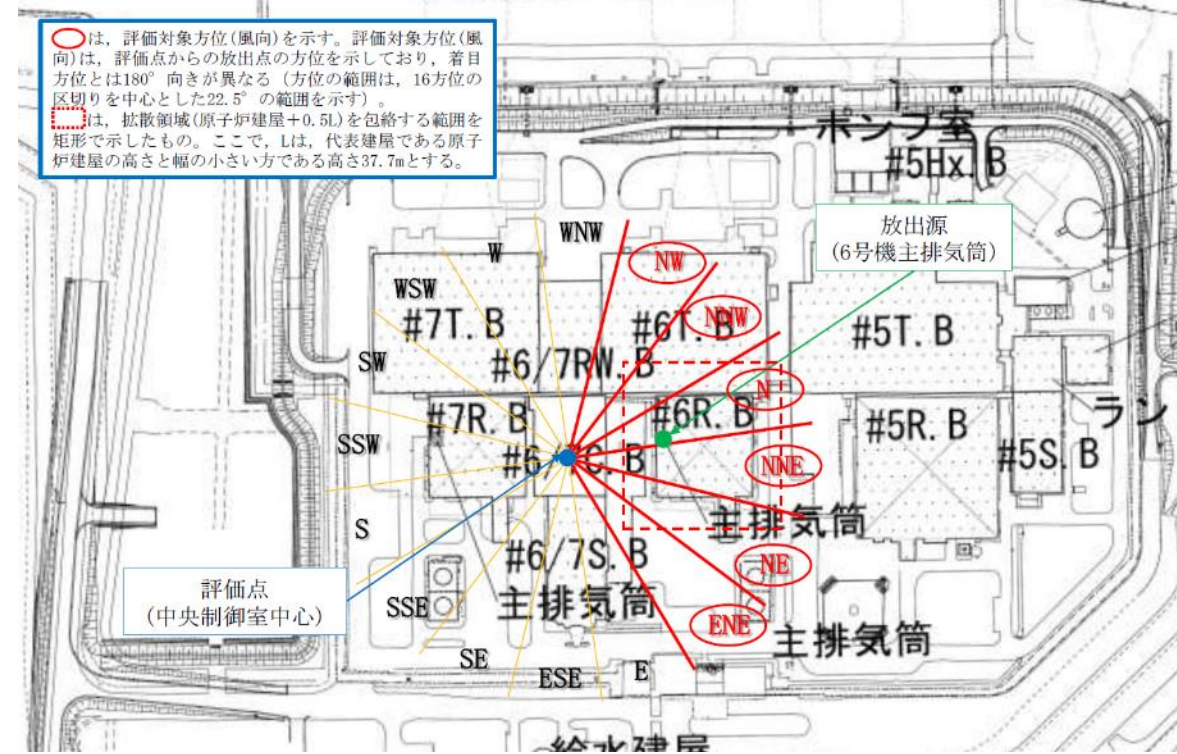 は，評価対象方位(風向)を示す。評価対象方位(風
向)は，評価点からの放出点の方位を示しており，着目
方位とは180°向きが異なる（方位の範囲は，16方位の
区切りを中心とした22.5°の範囲を示す）。
は，拡散領域(原子炉建屋＋0.5L)を包絡する範囲を
矩形で示したもの。ここで，Lは，代表建屋である原子
炉建屋の高さと幅の小さい方である高さ37.7mとする。
ポンプ室
#5Hx. B
放出源
(6号機主排気筒)
WNW
W
NW
WSW
NNW
#7T. B
#6T. B
#5T. B
#6/7RW. B
SW
N
#7R. B
#6R. B
#5R. B
ラン
SSW
#5S. B
NNE
S
主排気筒
#6/7S. B
NE
評価点
(中央制御室中心)
主排気筒
SSE
ENE
主排気筒
SE
ESE
E
給水建屋